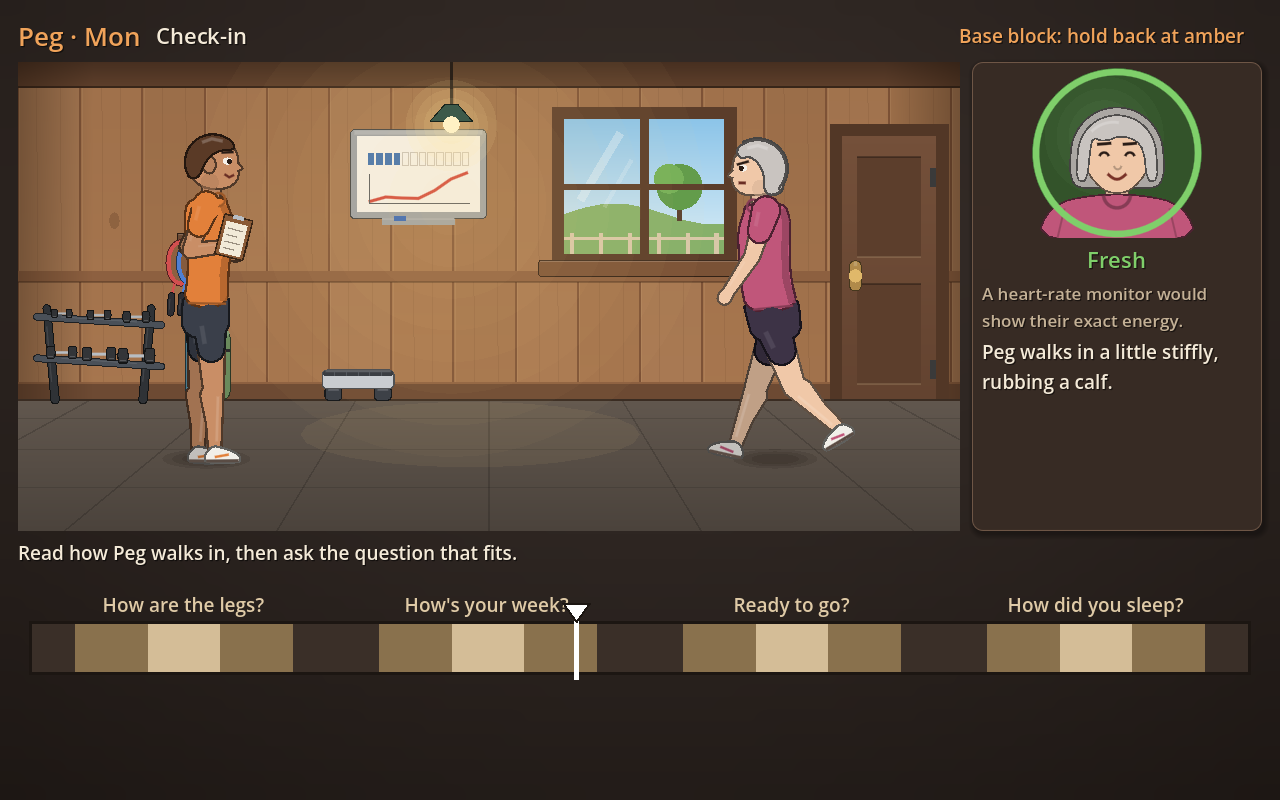 Peg · Mon Check-in
Base block: hold back at amber
Fresh
A heart-rate monitor would
show their exact energy.
Peg walks in a little stiffly,
rubbing a calf.
Read how Peg walks in, then ask the question that fits.
How are the legs?
How's your week?
Ready to go?
How did you sleep?